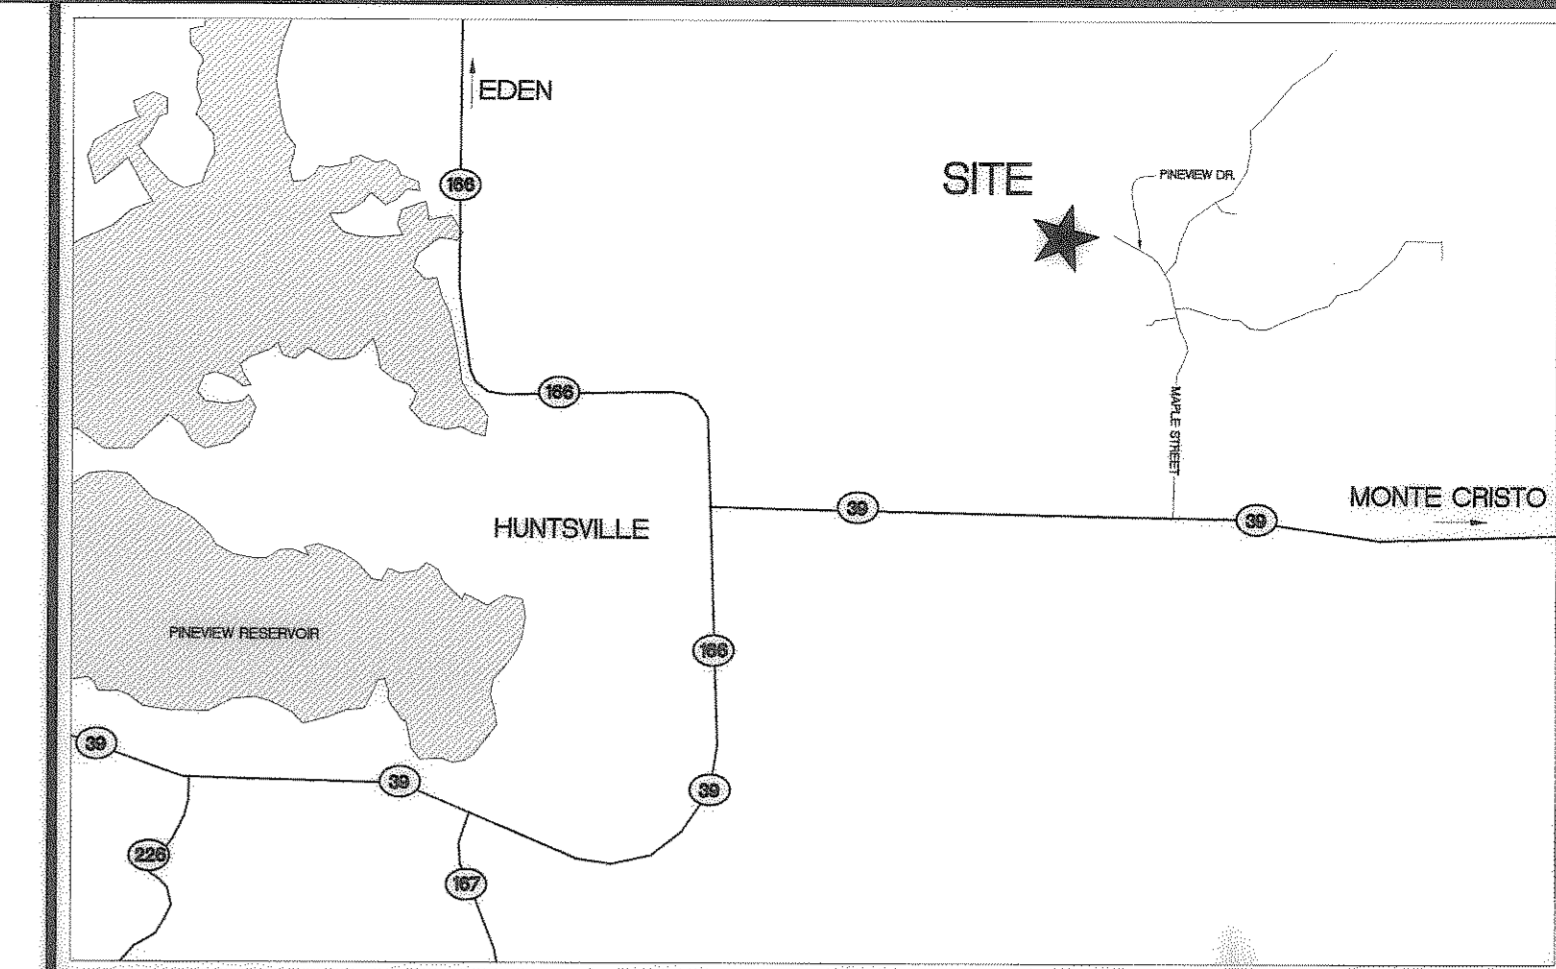 EDEN
166
SITE
PINEVIEW DR.
166
MAPLE STREET
MONTE CRISTO
39
39
HUNTSVILLE
PINEVIEW RESERVOIR
166
39
39
39
226
167